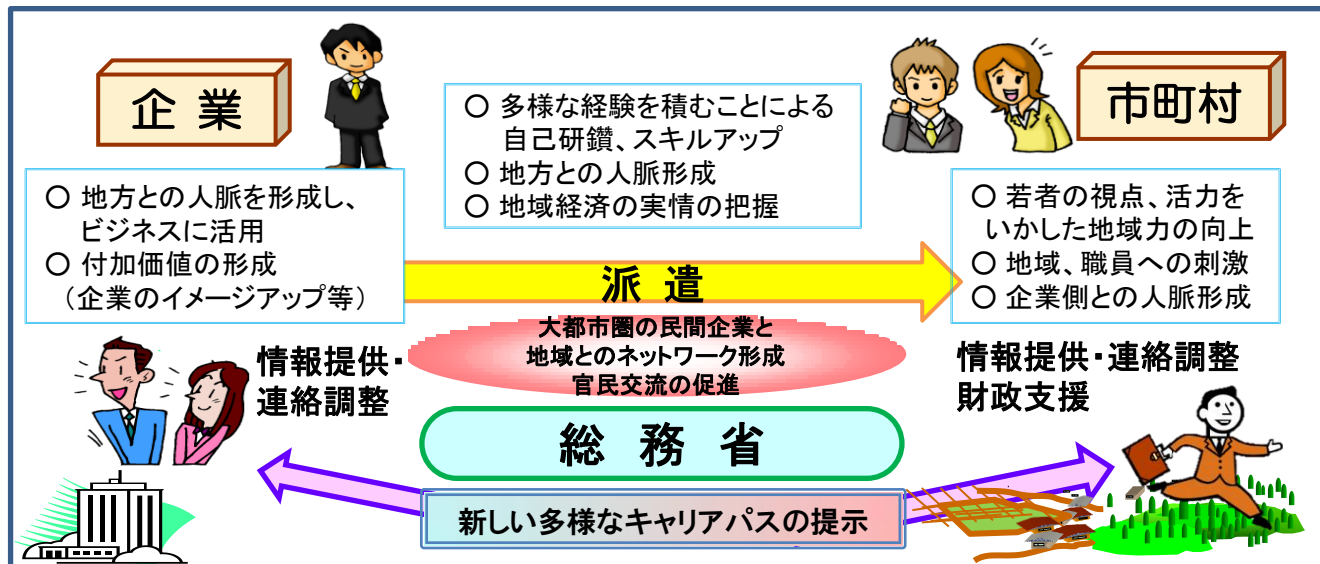 企 業
○ 地方との人脈を形成し、
ビジネスに活用
○ 付加価値の形成
（企業のイメージアップ等）
○ 多様な経験を積むことによる
自己研鑽、スキルアップ
○ 地方との人脈形成
○ 地域経済の実情の把握
市町村
○ 若者の視点、活力を
いかした地域力の向上
○ 地域、職員への刺激
○ 企業側との人脈形成
派 遣
大都市圏の民間企業と
地域とのネットワーク形成
官民交流の促進
情報提供・
連絡調整
情報提供・連絡調整
財政支援
総 務 省
新しい多様なキャリアパスの提示